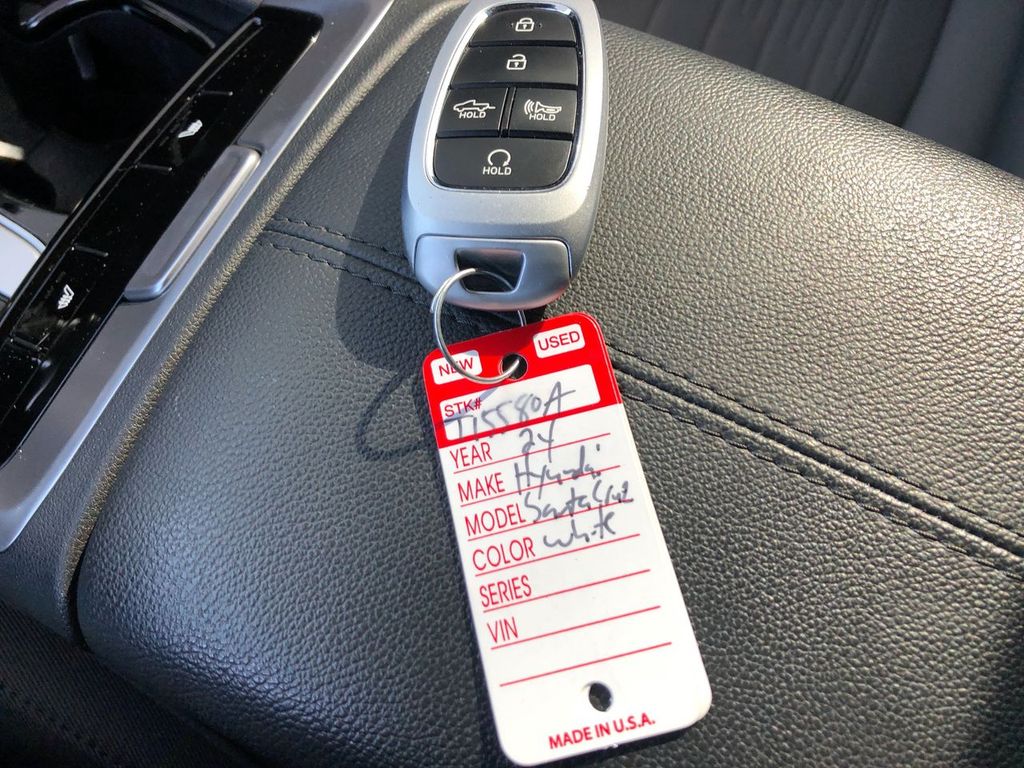 HOLD HOLD
HOLD
NEW USED
STK# T15580A
YEAR 24
MAKE Hyundai
MODEL Santa Cruz
COLOR White
SERIES
VIN
MADE IN U.S.A.